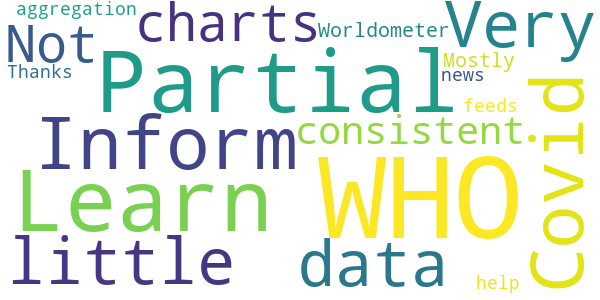 aggregation
charts
Very
Not
Worldometer
Partial
Mostly
Thanks
news
Covid
feeds
Inform
consistent
WHO
Learn
little
data
help